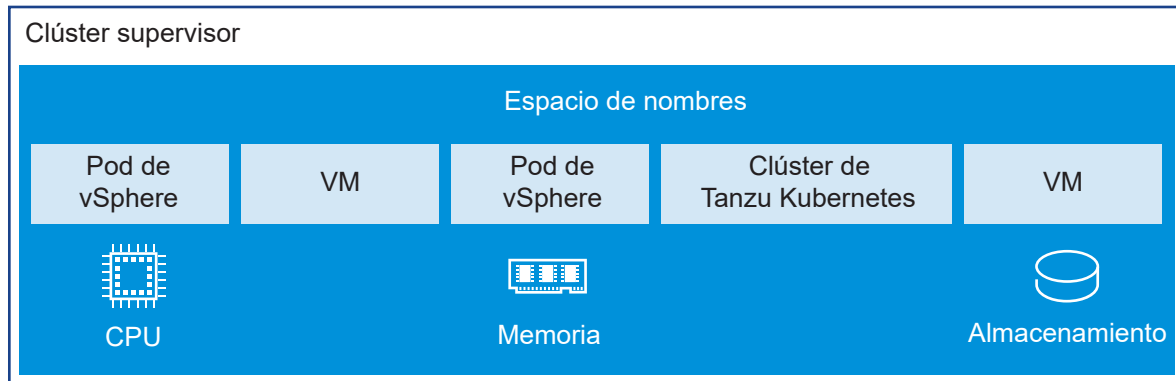 Clúster supervisor
Espacio de nombres
Pod de
vSphere
VM
Pod de
vSphere
Clúster de
Tanzu Kubernetes
VM
CPU
Memoria
Almacenamiento